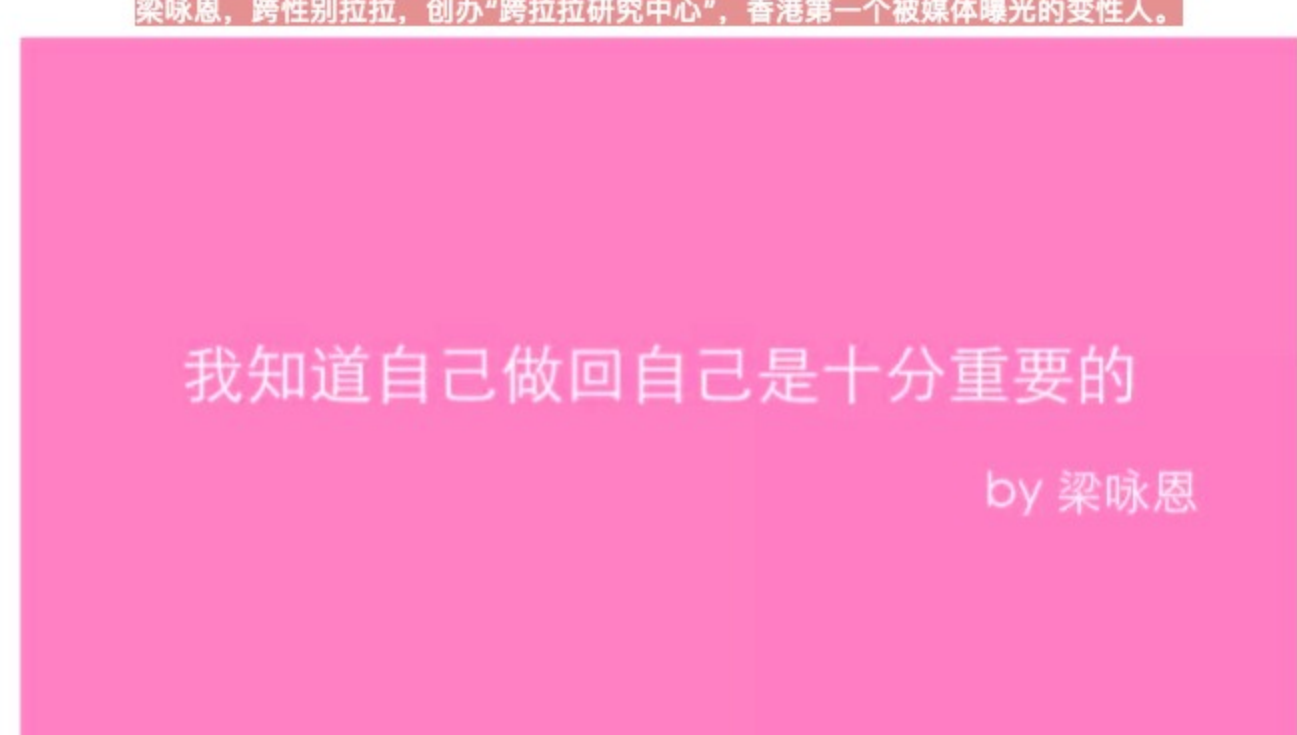 梁咏恩，跨性别拉拉，创办“跨拉拉研究中心”，香港第一个被媒体曝光的变性人。
我知道自己做回自己是十分重要的
by 梁咏恩